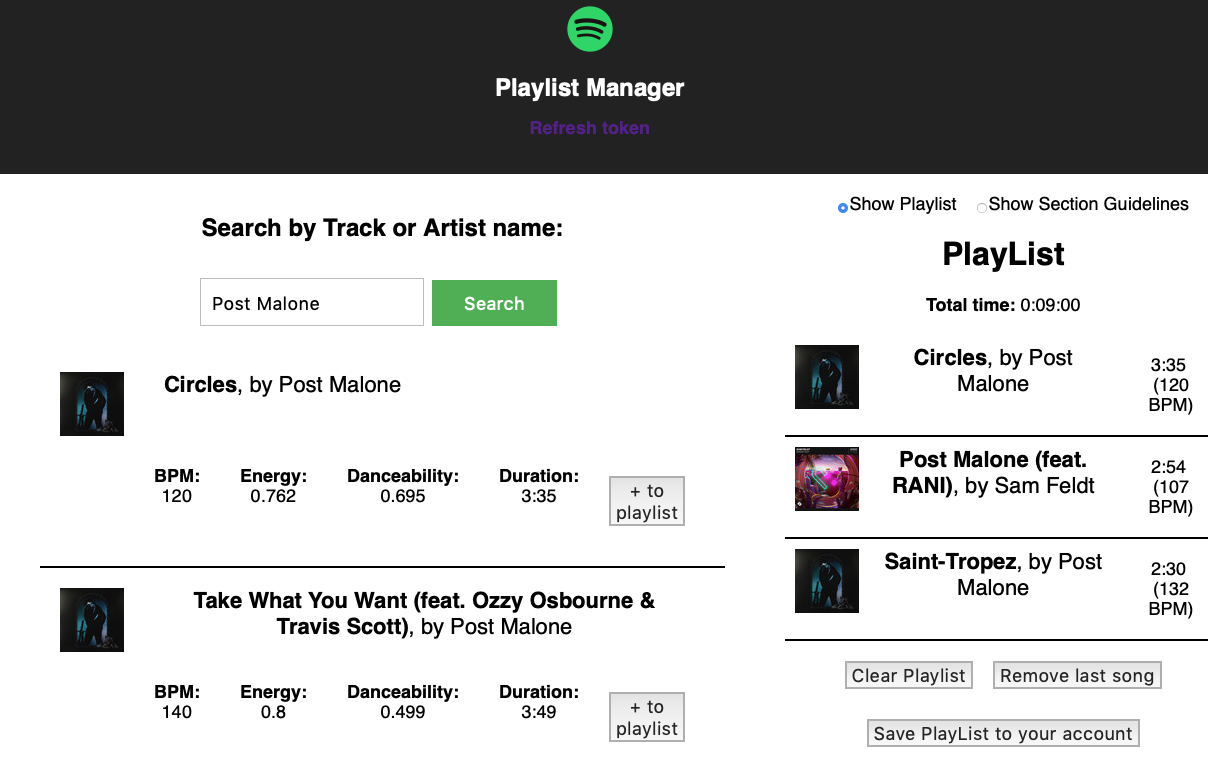 Playlist Manager
Refresh token
Search by Track or Artist name:
Post Malone
Search
Circles, by Post Malone
BPM: Energy: Danceability: Duration:
120 0.762 0.695 3:35
+ to
playlist
Take What You Want (feat. Ozzy Osbourne &
Travis Scott), by Post Malone
BPM: Energy: Danceability: Duration:
140 0.8 0.499 3:49
+ to
playlist
Show Playlist Show Section Guidelines
PlayList
Total time: 0:09:00
Circles, by Post
Malone
3:35
(120
BPM)
Post Malone (feat.
RANI), by Sam Feldt
2:54
(107
BPM)
Saint-Tropez, by Post
Malone
2:30
(132
BPM)
Clear Playlist Remove last song
Save PlayList to your account